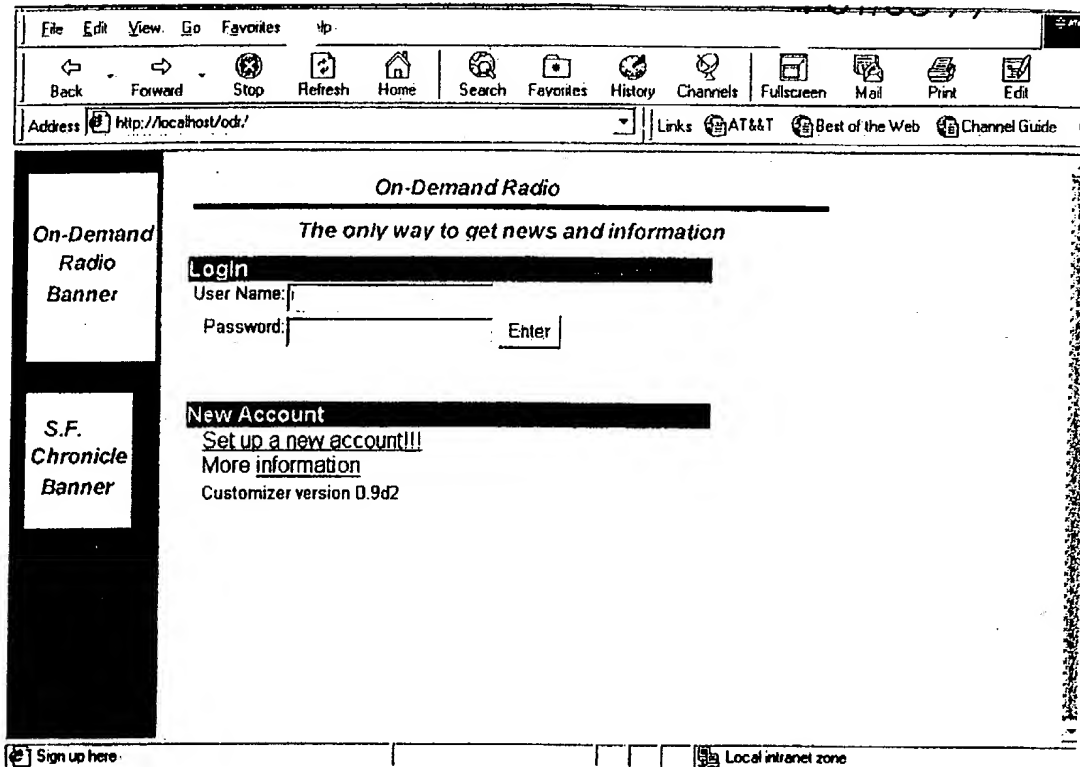 File Edit View Go Favorites
Back Forward Stop Refresh Home Search Favorites History Channels Fullscreen Mail Print Edit
Address http://localhost/odr/ Links AT&T Best of the Web Channel Guide
On-Demand Radio
The only way to get news and information
On-Demand
Radio
Banner
LogIn
User Name:
Password: Enter
S.F.
Chronicle
Banner
New Account
Set up a new account!!!
More information
Customizer version 0.9d2
Sign up here Local intranet zone